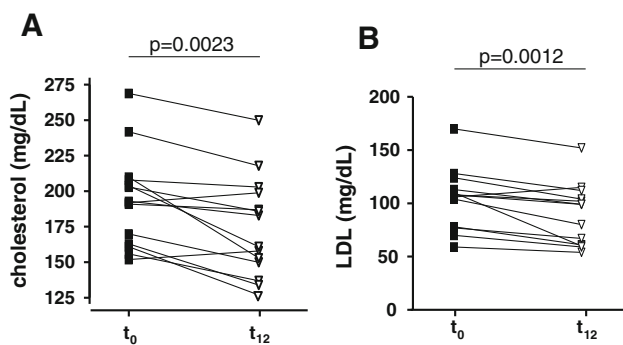 A
p=0.0023
cholesterol (mg/dL)
275
250
225
200
175
150
125
t0
t12
B
p=0.0012
LDL (mg/dL)
200
150
100
50
0
t0
t12